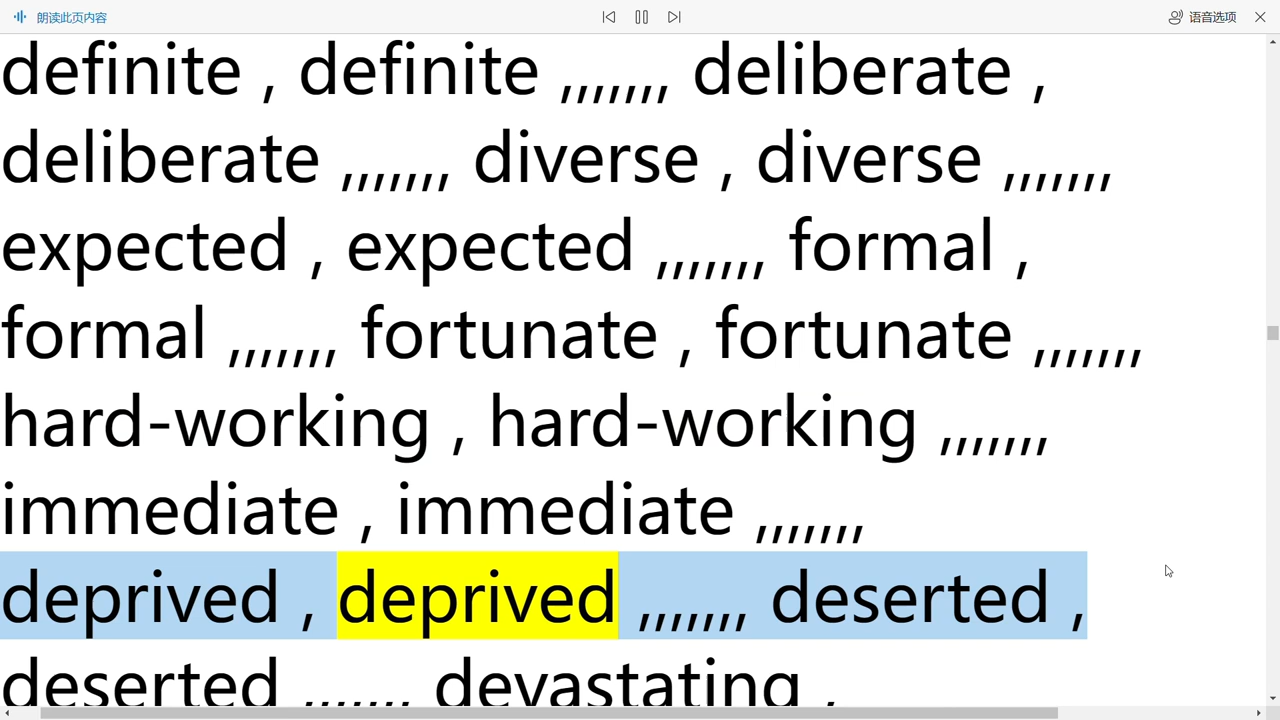 朗读此页内容
语音选项
definite , definite ,,,,,,, deliberate ,
deliberate ,,,,,,, diverse , diverse ,,,,,,,
expected , expected ,,,,,,, formal ,
formal ,,,,,,, fortunate , fortunate ,,,,,,,
hard-working , hard-working ,,,,,,,
immediate , immediate ,,,,,,,
deprived , deprived ,,,,,,, deserted ,
deserted ,,,,,,, devastating ,